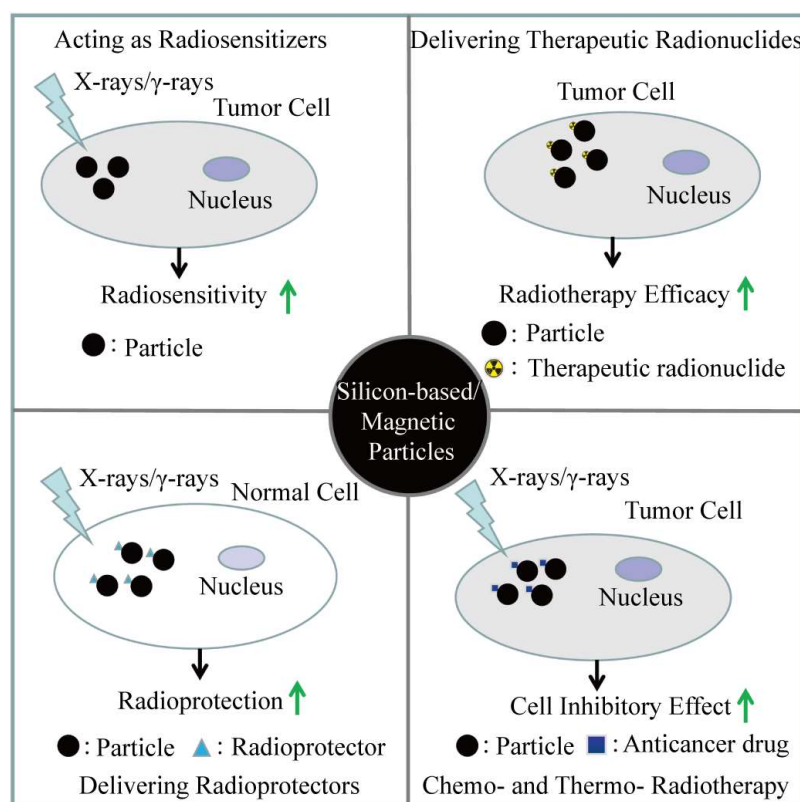 Acting as Radiosensitizers
X-rays/γ-rays
Tumor Cell
Nucleus
Radiosensitivity
: Particle
Delivering Therapeutic Radionuclides
Tumor Cell
Nucleus
Radiotherapy Efficacy
: Particle
: Therapeutic radionuclide
Silicon-based/
Magnetic
Particles
X-rays/γ-rays
Normal Cell
Nucleus
Radioprotection
: Particle : Radioprotector
Delivering Radioprotectors
X-rays/γ-rays
Tumor Cell
Nucleus
Cell Inhibitory Effect
: Particle : Anticancer drug
Chemo- and Thermo- Radiotherapy